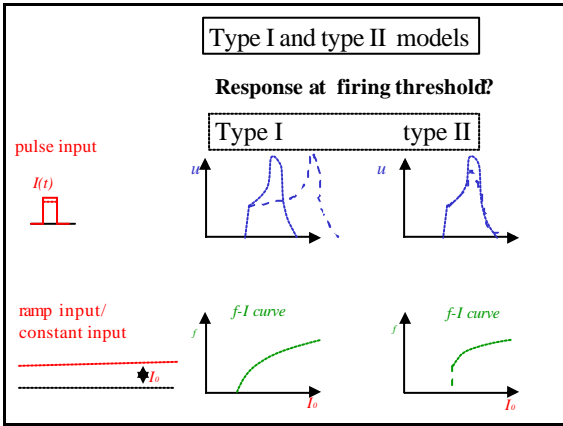 Type I and type II models
Response at firing threshold?
Type I type II
pulse input
I(t)
u
u
ramp input/
constant input
I₀
f
f-I curve
I₀
f
f-I curve
I₀